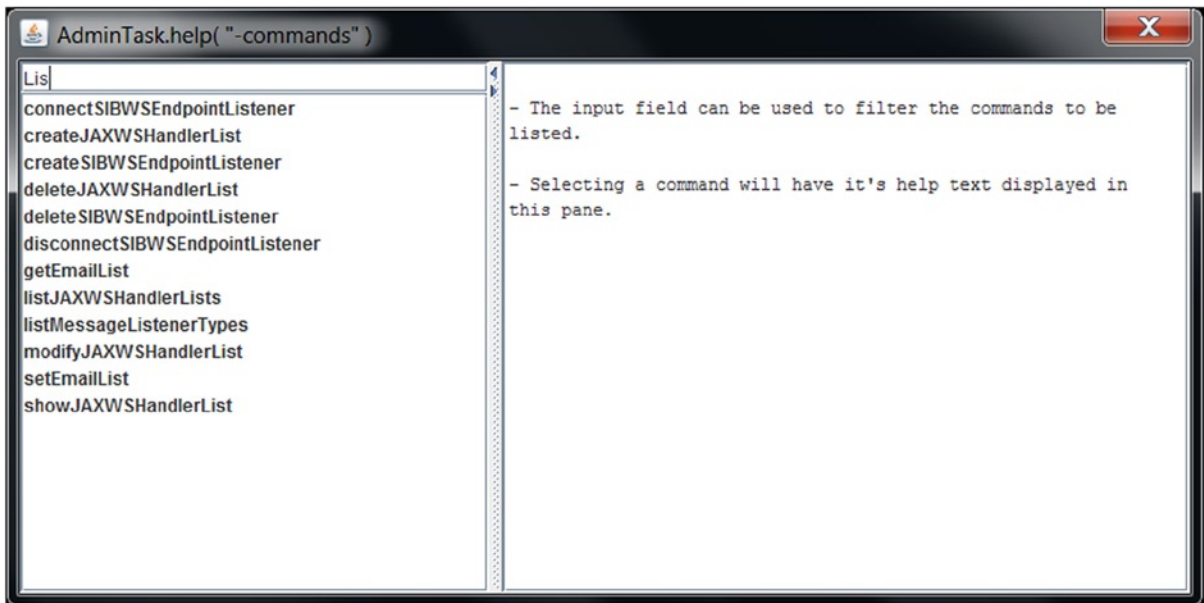 AdminTask.help( "-commands" )
X
Lis
connectSIBWSEndpointListener
createJAXWSHandlerList
createSIBWSEndpointListener
deleteJAXWSHandlerList
deleteSIBWSEndpointListener
disconnectSIBWSEndpointListener
getEmailList
listJAXWSHandlerLists
listMessageListenerTypes
modifyJAXWSHandlerList
setEmailList
showJAXWSHandlerList
- The input field can be used to filter the commands to be
listed.
- Selecting a command will have it's help text displayed in
this pane.